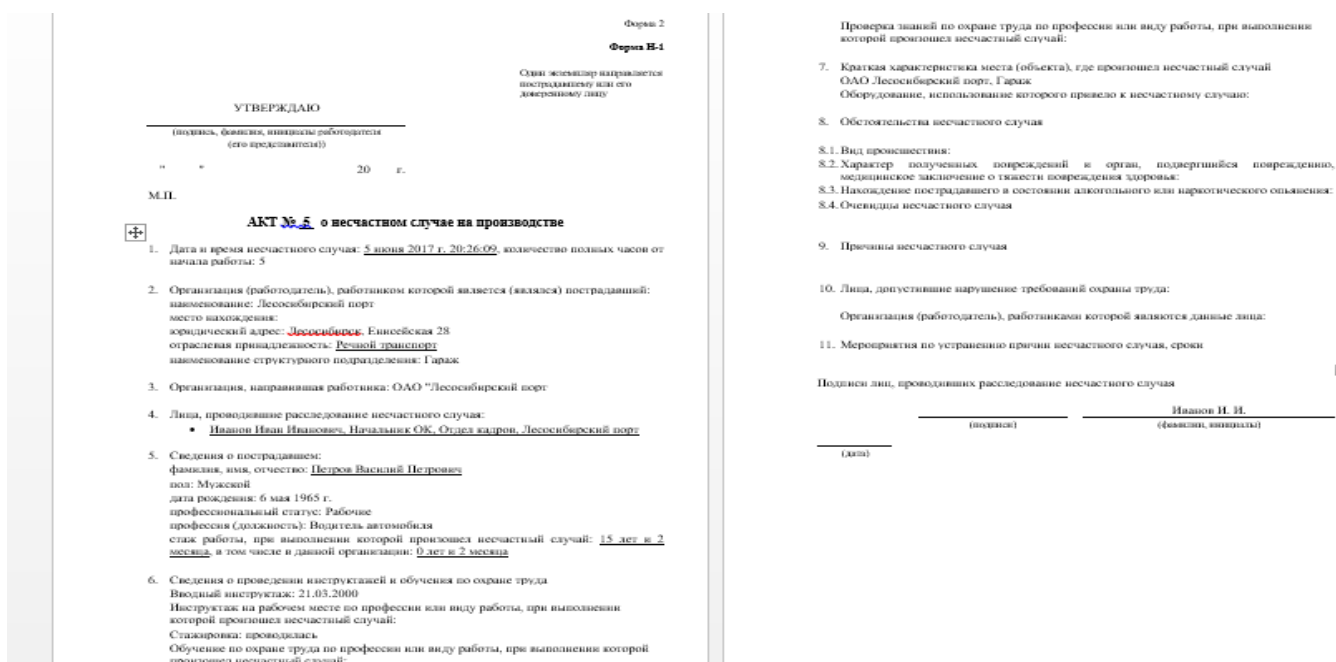 Форма 2
Форма Н-1
Один экземпляр направляется
пострадавшему или его
доверенному лицу
УТВЕРЖДАЮ
(подпись, фамилия, инициалы работодателя
(его представителя))
" " 20 г.
М.П.
АКТ № 5 о несчастном случае на производстве
1. Дата и время несчастного случая: 5 июня 2017 г. 20:26:09, количество полных часов от
начала работы: 5
2. Организация (работодатель), работником которой является (являлся) пострадавший:
наименование: Лесосибирский порт
место нахождения:
юридический адрес: Лесосибирск, Енисейская 28
отраслевая принадлежность: Речной транспорт
наименование структурного подразделения: Гараж
3. Организация, направившая работника: ОАО "Лесосибирский порт
4. Лица, проводившие расследование несчастного случая:
• Иванов Иван Иванович, Начальник ОК, Отдел кадров, Лесосибирский порт
5. Сведения о пострадавшем:
фамилия, имя, отчество: Петров Василий Петрович
пол: Мужской
дата рождения: 6 мая 1965 г.
профессиональный статус: Рабочие
профессия (должность): Водитель автомобиля
стаж работы, при выполнении которой произошел несчастный случай: 15 лет и 2
месяца, в том числе в данной организации: 0 лет и 2 месяца
6. Сведения о проведении инструктажей и обучения по охране труда
Вводный инструктаж: 21.03.2000
Инструктаж на рабочем месте по профессии или виду работы, при выполнении
которой произошел несчастный случай:
Стажировка: проводилась
Обучение по охране труда по профессии или виду работы, при выполнении которой
произошел несчастный случай:
Проверка знаний по охране труда по профессии или виду работы, при выполнении
которой произошел несчастный случай:
7. Краткая характеристика места (объекта), где произошел несчастный случай
ОАО Лесосибирский порт, Гараж
Оборудование, использование которого привело к несчастному случаю:
8. Обстоятельства несчастного случая
8.1. Вид происшествия:
8.2. Характер полученных повреждений и орган, подвергшийся повреждению,
медицинское заключение о тяжести повреждения здоровья:
8.3. Нахождение пострадавшего в состоянии алкогольного или наркотического опьянения:
8.4. Очевидцы несчастного случая
9. Причины несчастного случая
10. Лица, допустившие нарушение требований охраны труда:
Организация (работодатель), работниками которой являются данные лица:
11. Мероприятия по устранению причин несчастного случая, сроки
Подписи лиц, проводивших расследование несчастного случая
Иванов И. И.
(подписи) (фамилии, инициалы)
(дата)